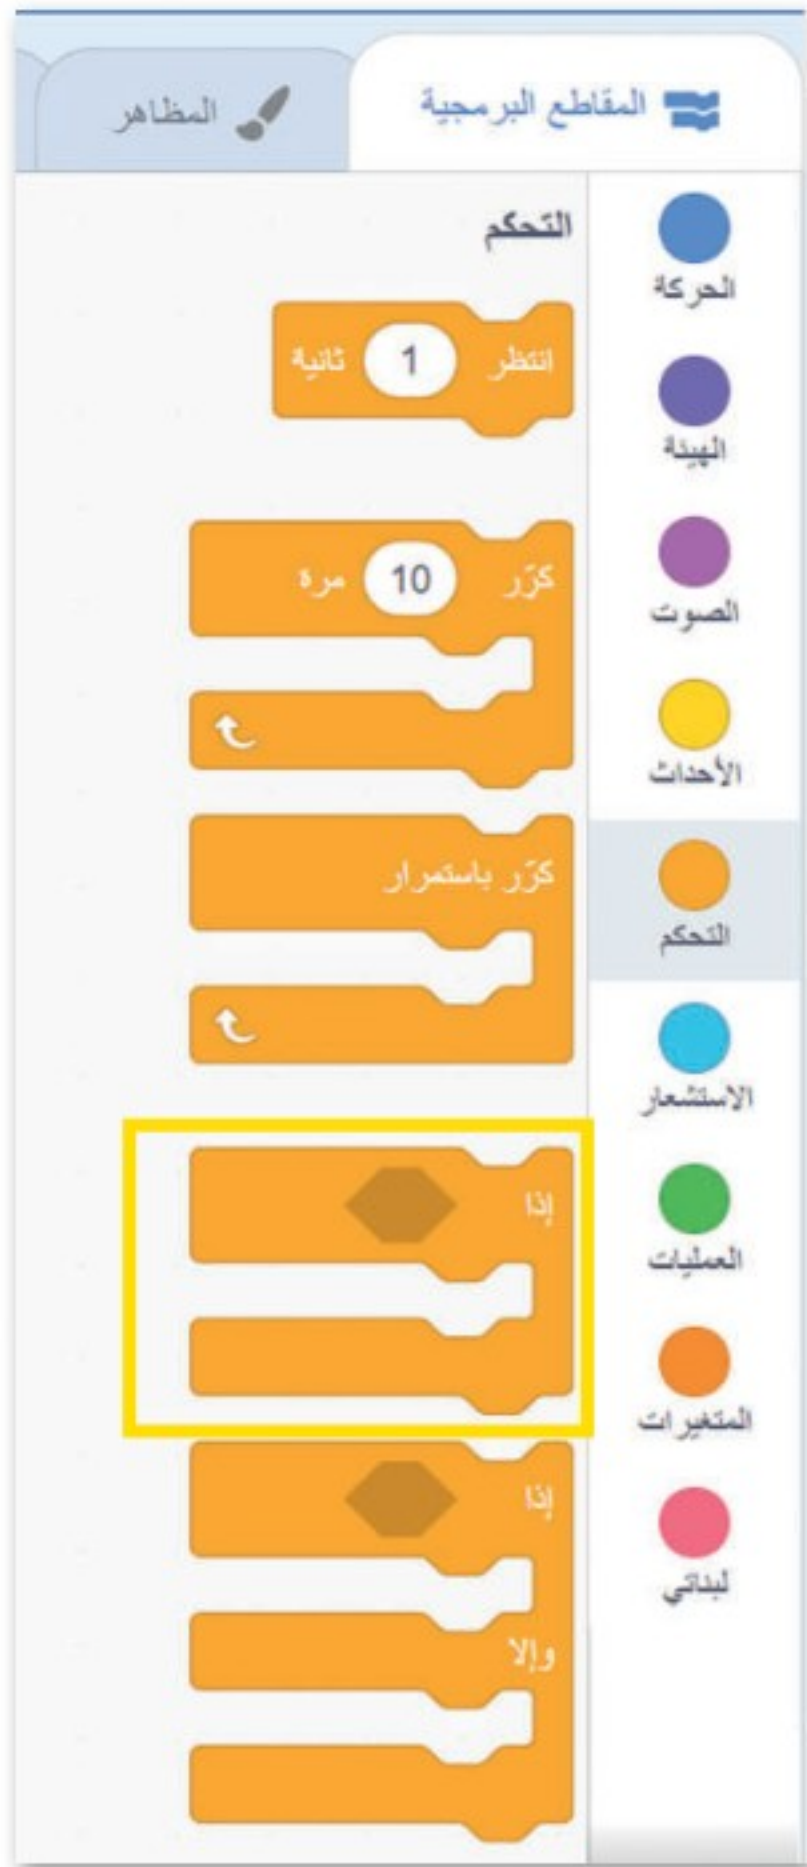 المقاطع البرمجية
المظاهر
الحركة
الهيئة
الصوت
الأحداث
التحكم
الاستشعار
العمليات
المتغيرات
لبناتي
التحكم
انتظر 1 ثانية
كرّر 10 مرة
كرّر باستمرار
إذا
إذا
وإلا